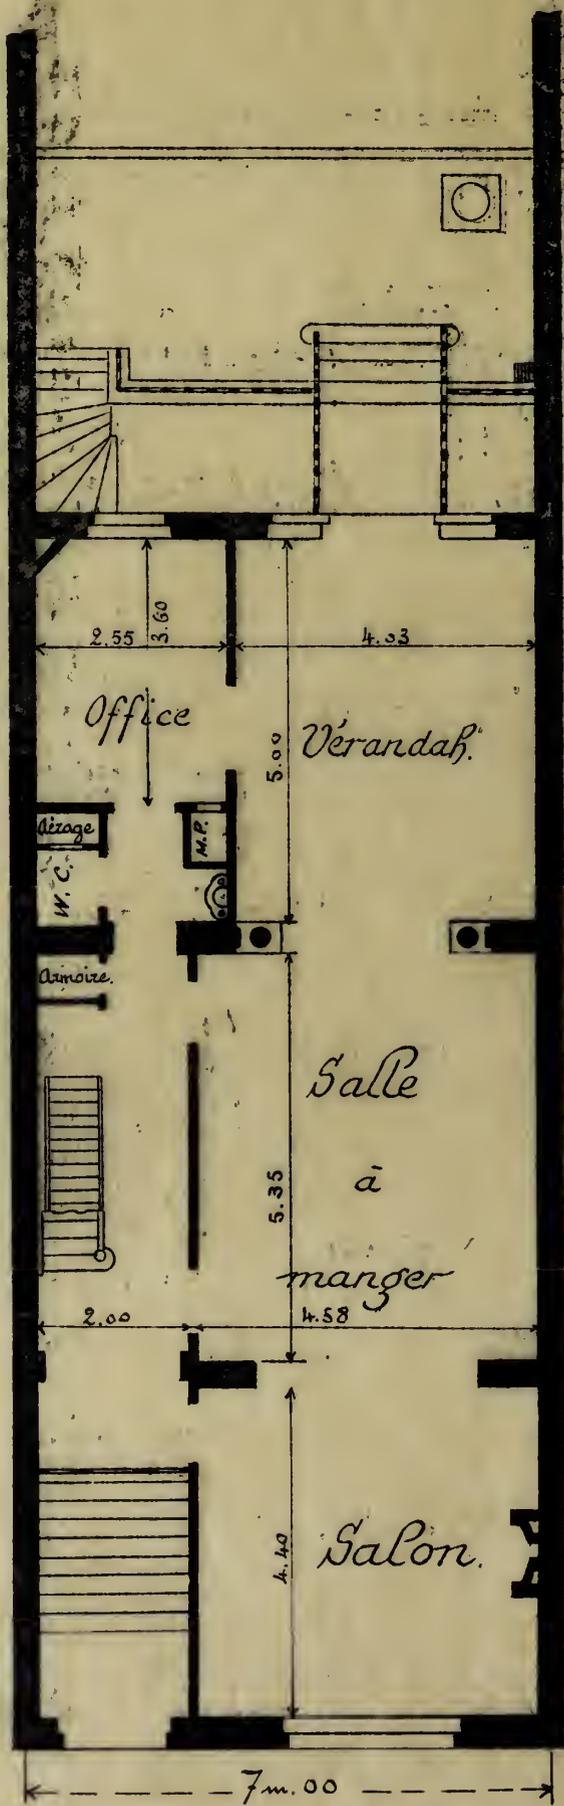 2.55
3.60
4.03
Office
5.00
Vérandah.
Aérage
M.P.
W.C.
Armoire.
Salle
à
manger
5.35
2.00
4.58
4.40
Salon.
7m.00